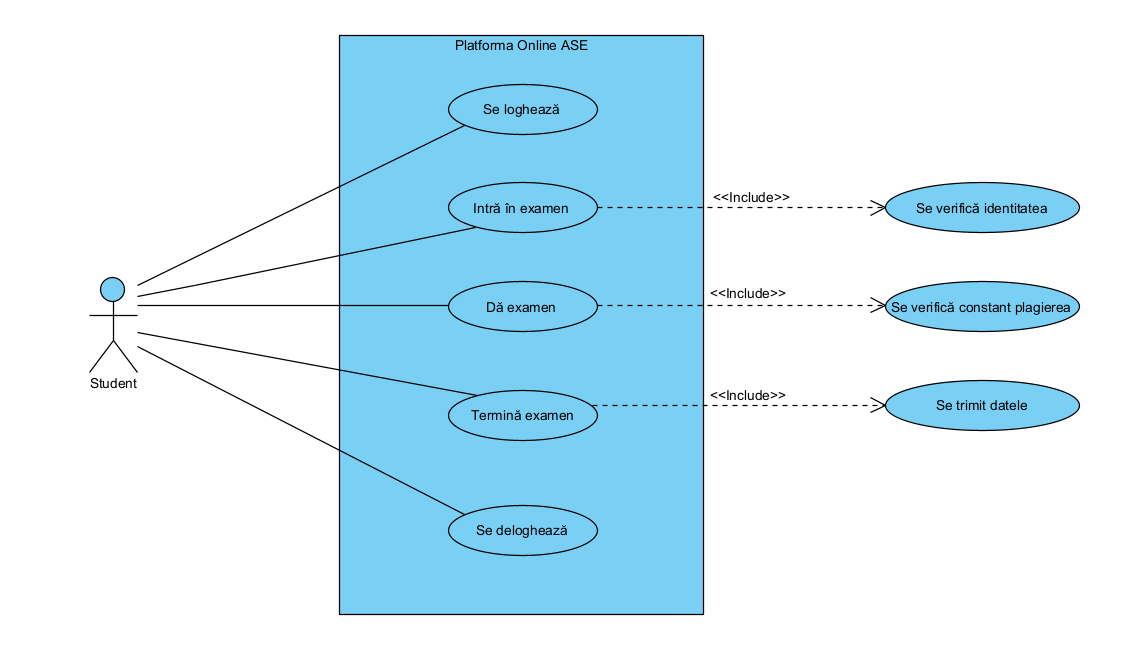 Platforma Online ASE
Se loghează
Intră în examen
<<Include>>
Se verifică identitatea
Dă examen
<<Include>>
Se verifică constant plagierea
Student
Termină examen
<<Include>>
Se trimit datele
Se deloghează